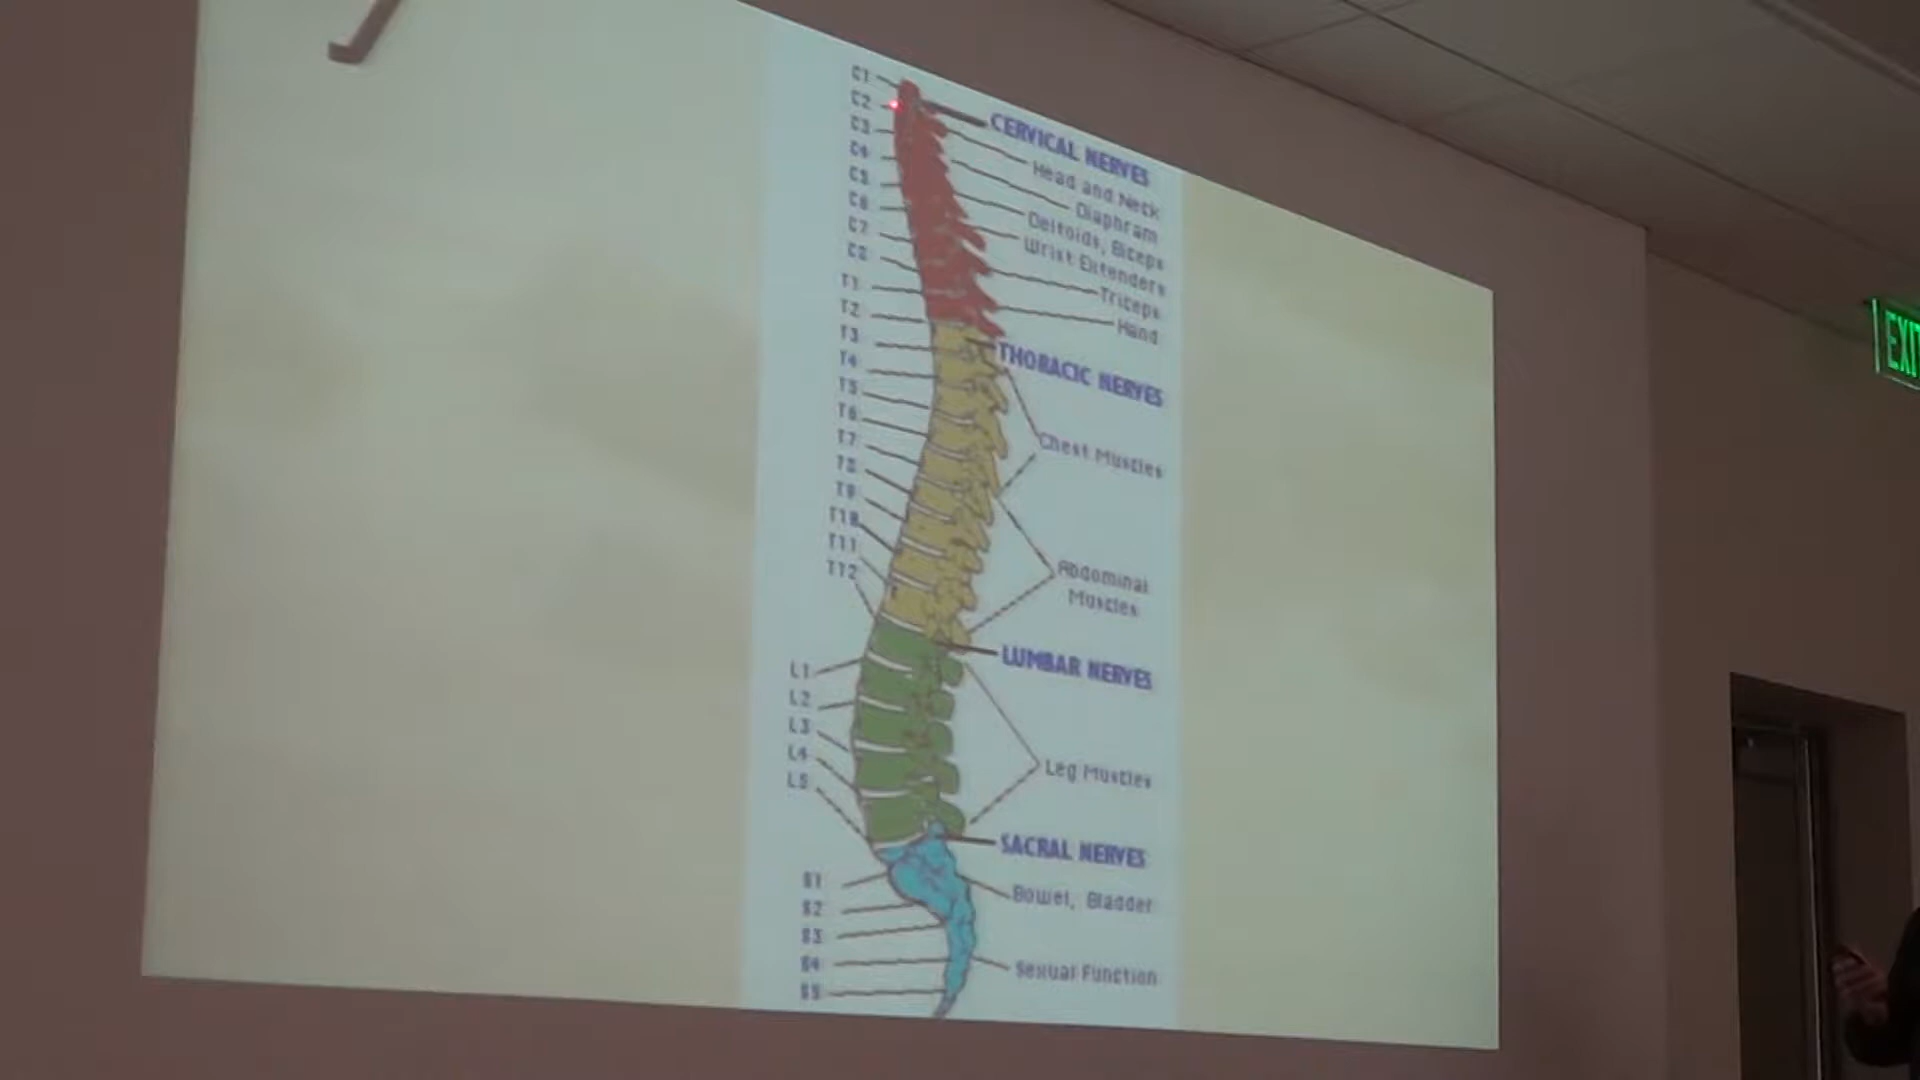 C1
C2
C3
C4
C5
C6
C7
C8
T1
T2
T3
T4
T5
T6
T7
T8
T9
T10
T11
T12
L1
L2
L3
L4
L5
S1
S2
S3
S4
S5
CERVICAL NERVES
Head and Neck
Diaphram
Deltoids, Biceps
Wrist Extenders
Triceps
Hand
THORACIC NERVES
Chest Muscles
Abdominal
Muscles
LUMBAR NERVES
Leg Muscles
SACRAL NERVES
Bowel, Bladder
Sexual Function
EXIT